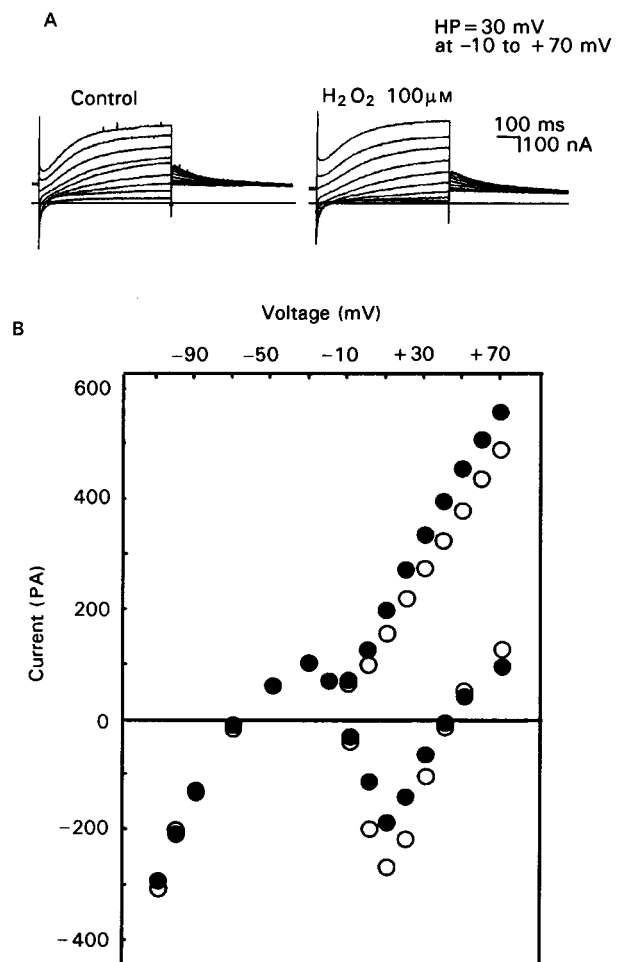 A
HP = 30 mV
at -10 to +70 mV
Control
H2O2 100μM
100 ms
100 nA
Voltage (mV)
B
-90 -50 -10 +30 +70
600
400
200
0
-200
-400
Current (PA)